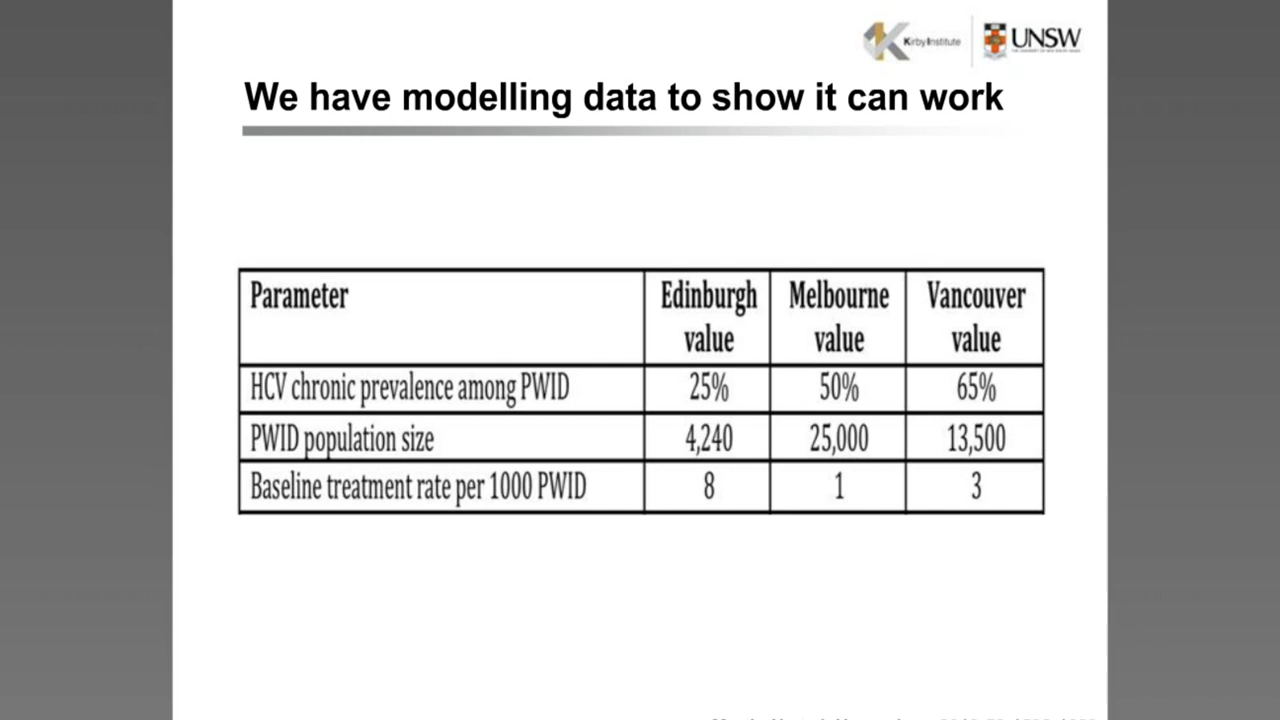 KirbyInstitute
UNSW
We have modelling data to show it can work
Parameter Edinburgh value Melbourne value Vancouver value
HCV chronic prevalence among PWID 25% 50% 65%
PWID population size 4,240 25,000 13,500
Baseline treatment rate per 1000 PWID 8 1 3